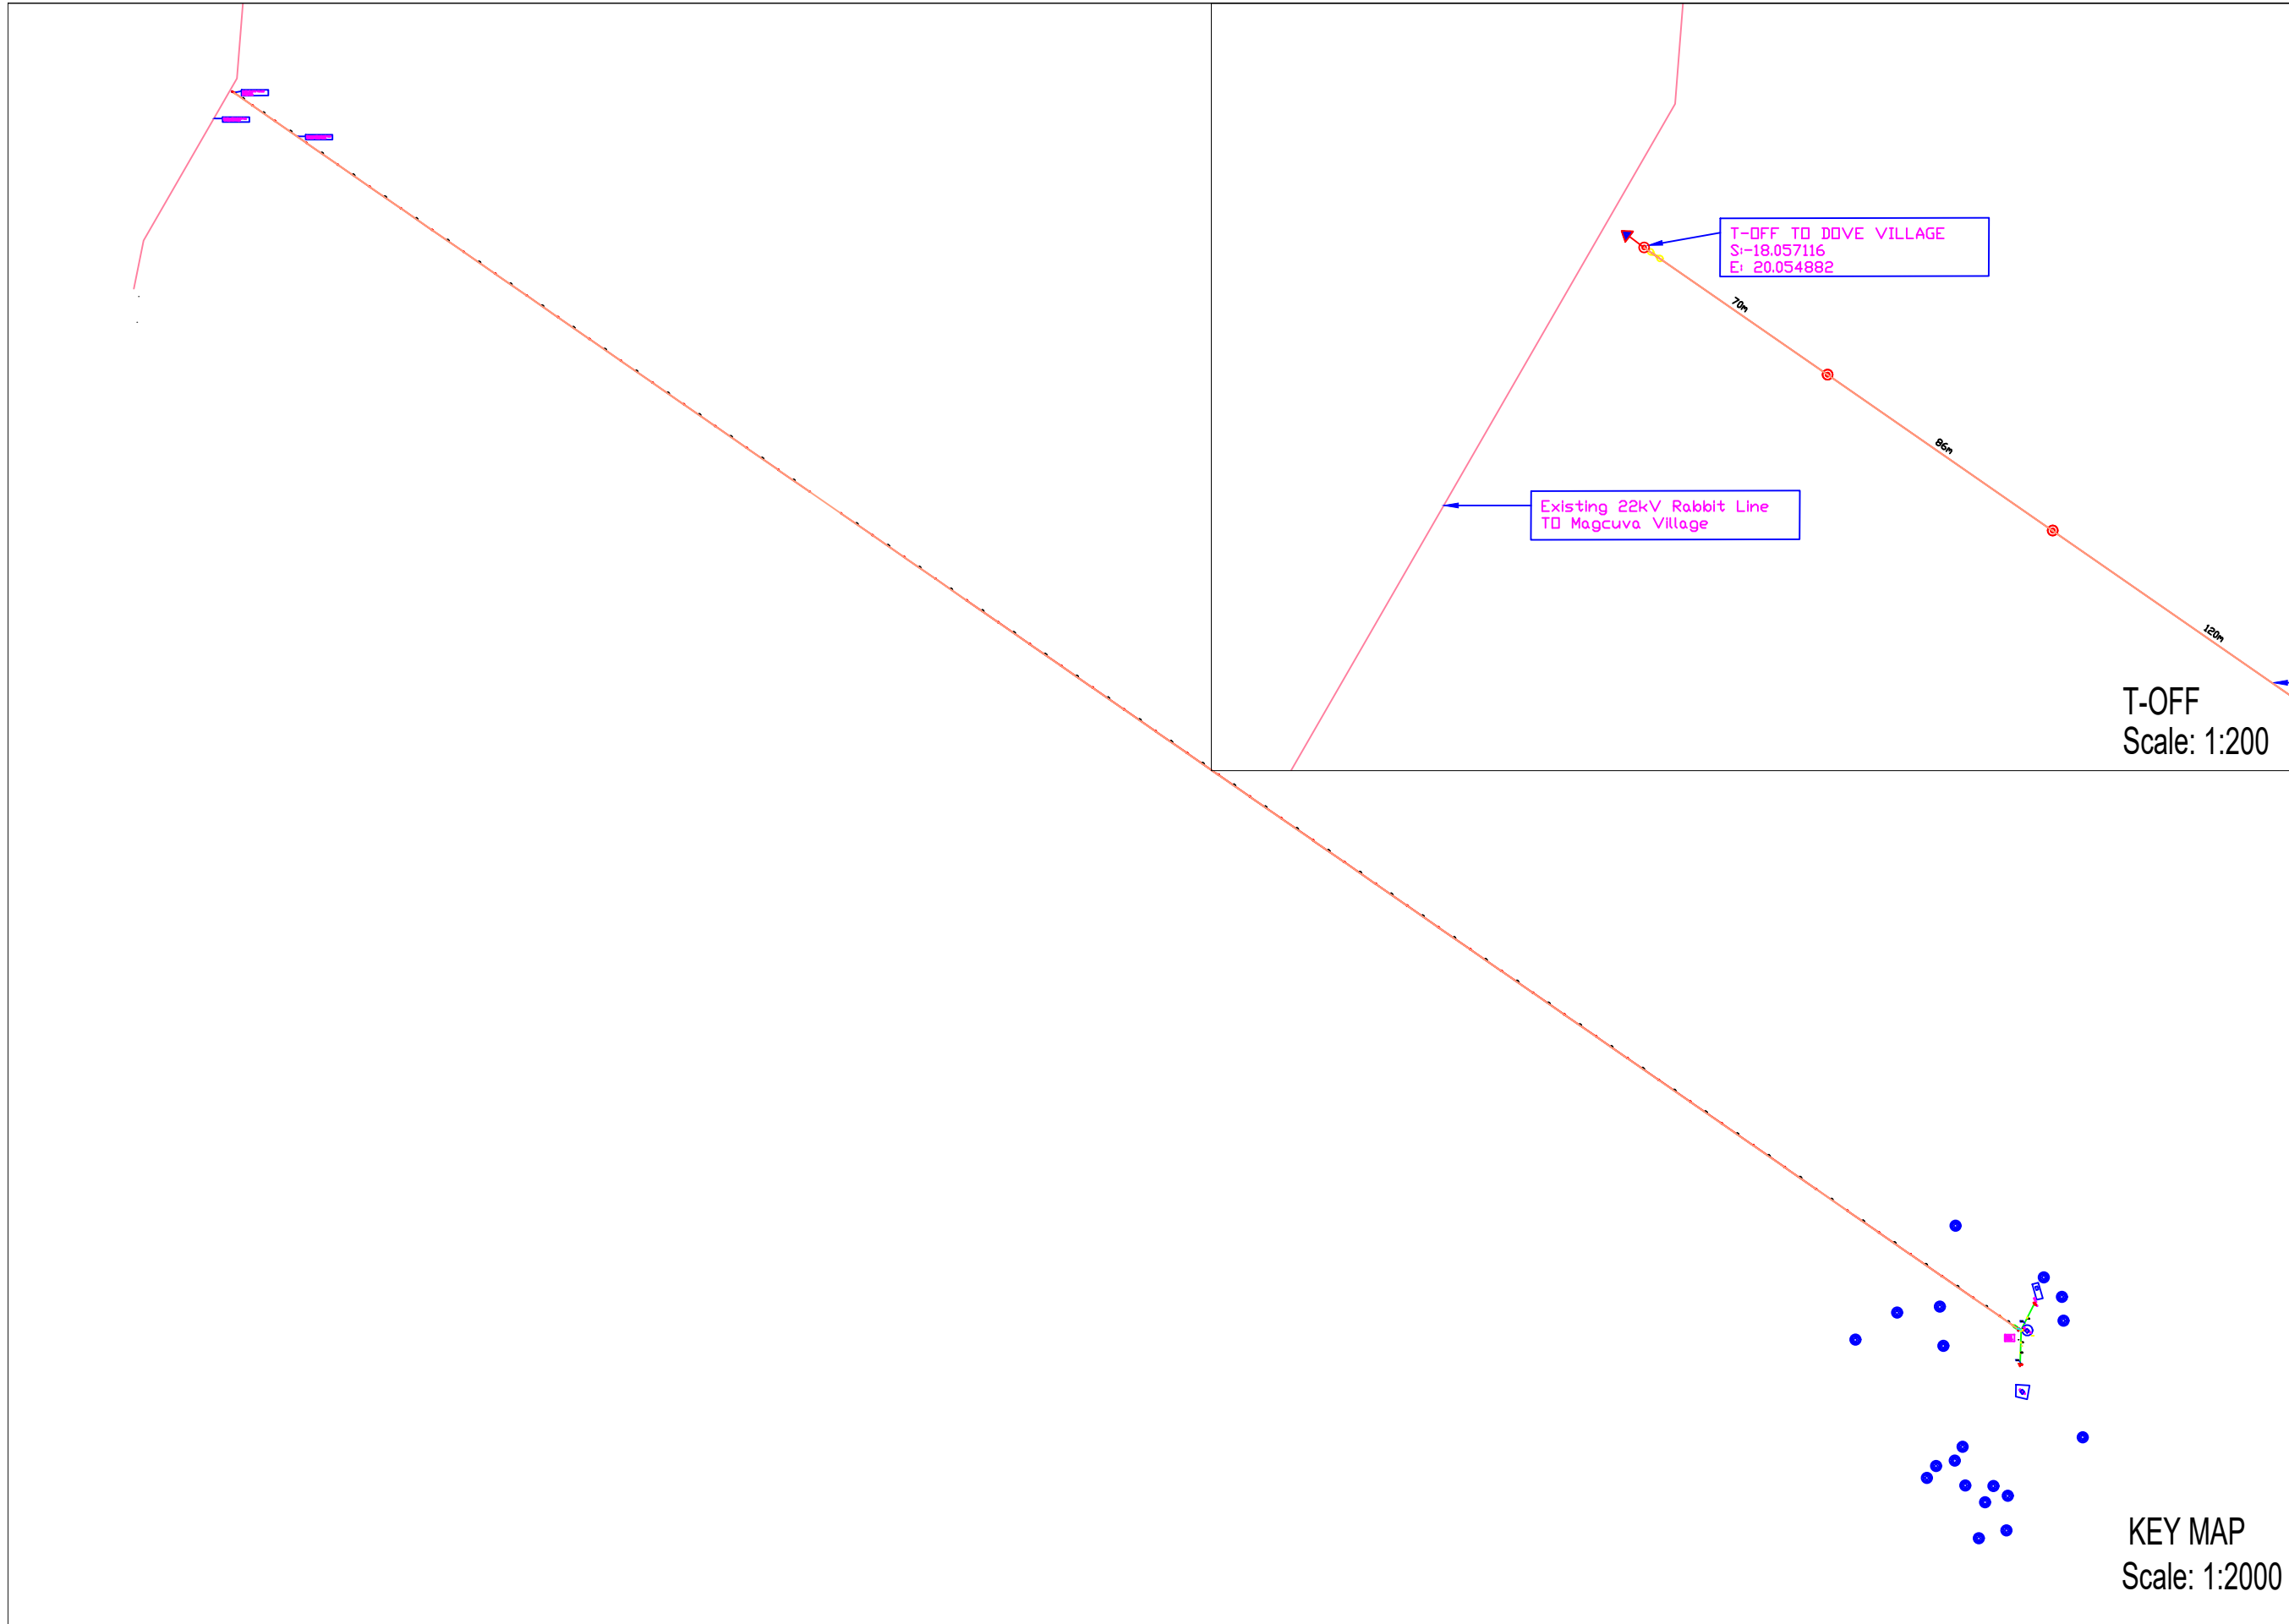 T-OFF TO DOVE VILLAGE
S:-18.057116
E: 20.054882
70m
86m
Existing 22kV Rabbit Line
TO Magcuva Village
120m
T-OFF
Scale: 1:200
KEY MAP
Scale: 1:2000